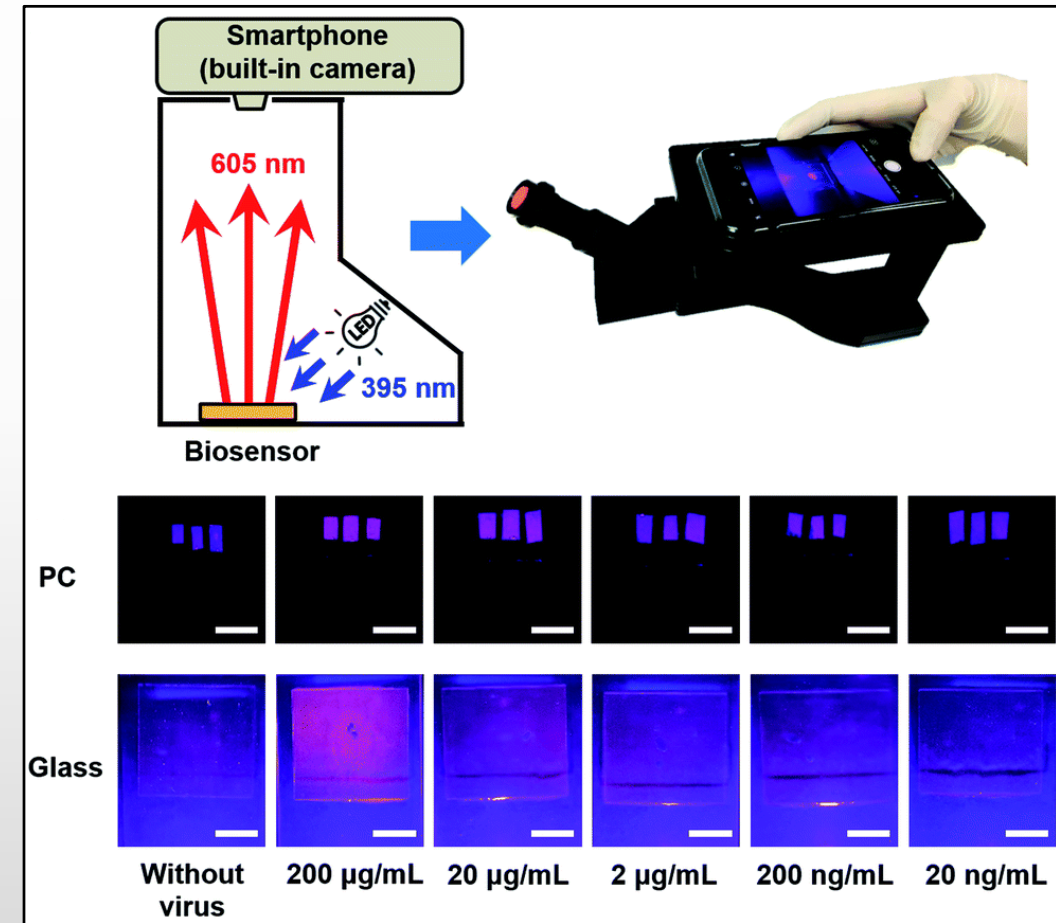 Smartphone
(built-in camera)
605 nm
LED
395 nm
Biosensor
PC
Glass
Without
virus
200 µg/mL
20 µg/mL
2 µg/mL
200 ng/mL
20 ng/mL